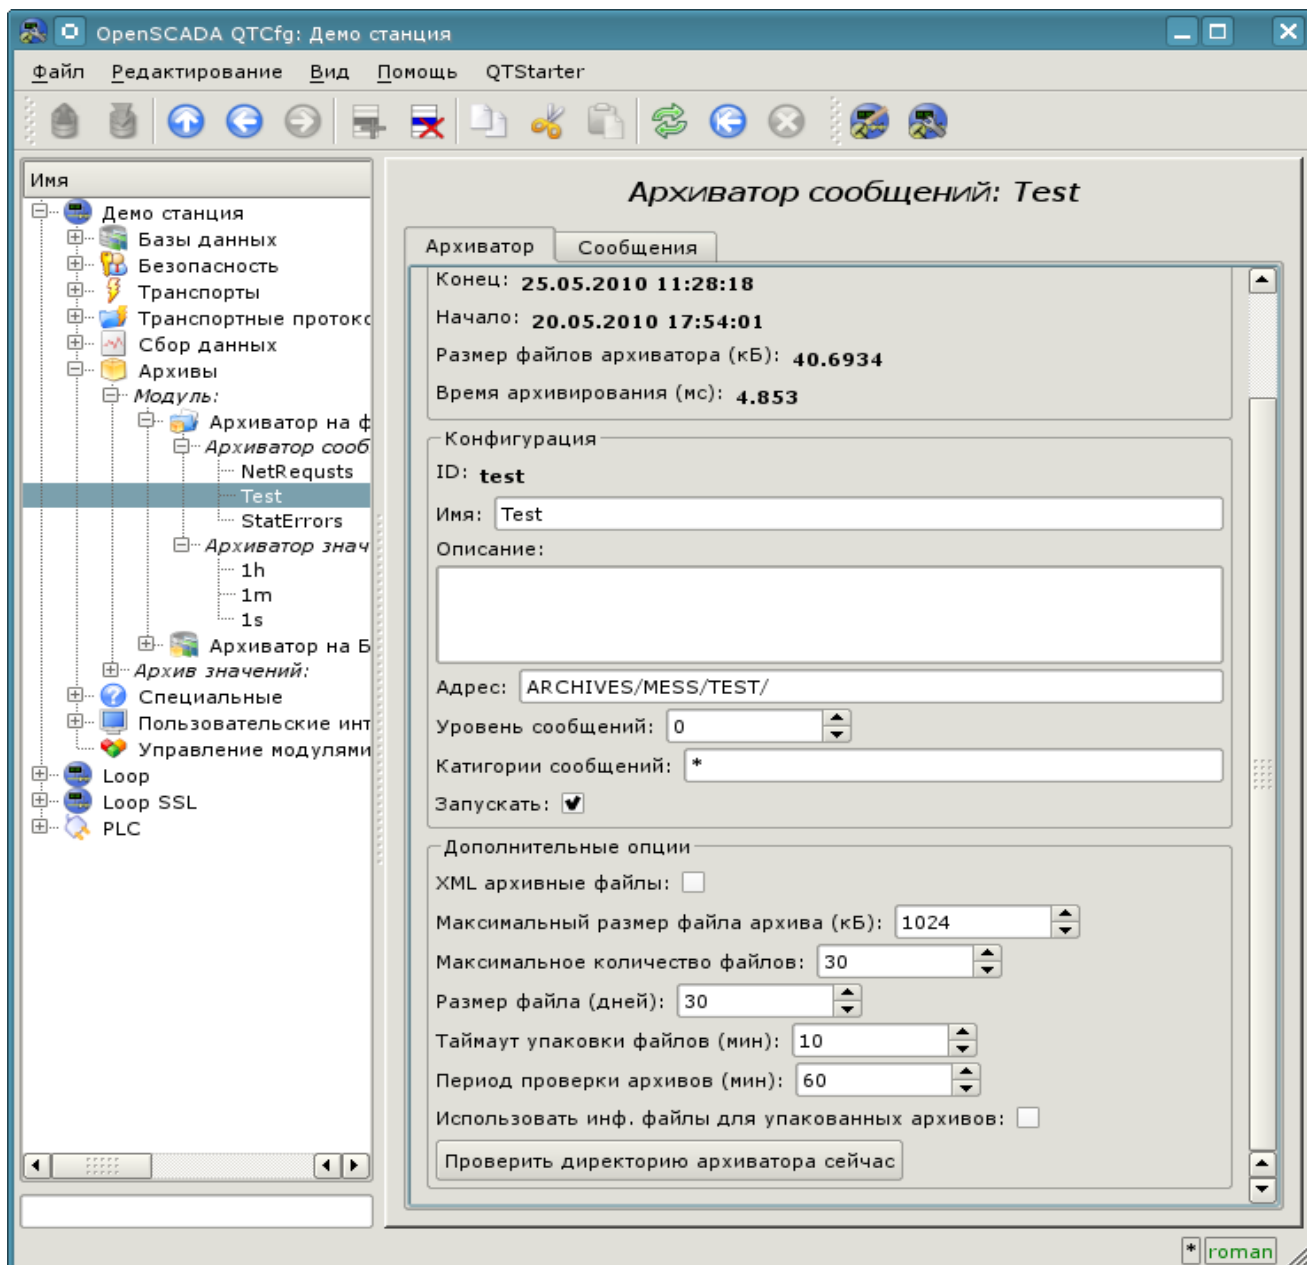 OpenSCADA QTCfg: Демо станция
Файл Редактирование Вид Помощь QTStarter
Имя
Демо станция
Базы данных
Безопасность
Транспорты
Транспортные протокс
Сбор данных
Архивы
Модуль:
Архиватор на ф
Архиватор сооб
NetRequsts
Test
StatErrors
Архиватор знач
1h
1m
1s
Архиватор на Б
Архив значений:
Специальные
Пользовательские инт
Управление модулями
Loop
Loop SSL
PLC
Архиватор сообщений: Test
Архиватор Сообщения
Конец: 25.05.2010 11:28:18
Начало: 20.05.2010 17:54:01
Размер файлов архиватора (кБ): 40.6934
Время архивирования (мс): 4.853
Конфигурация
ID: test
Имя: Test
Описание:
Адрес: ARCHIVES/MESS/TEST/
Уровень сообщений: 0
Катигории сообщений: *
Запускать:
Дополнительные опции
XML архивные файлы:
Максимальный размер файла архива (кБ): 1024
Максимальное количество файлов: 30
Размер файла (дней): 30
Таймаут упаковки файлов (мин): 10
Период проверки архивов (мин): 60
Использовать инф. файлы для упакованных архивов:
Проверить директорию архиватора сейчас
* roman